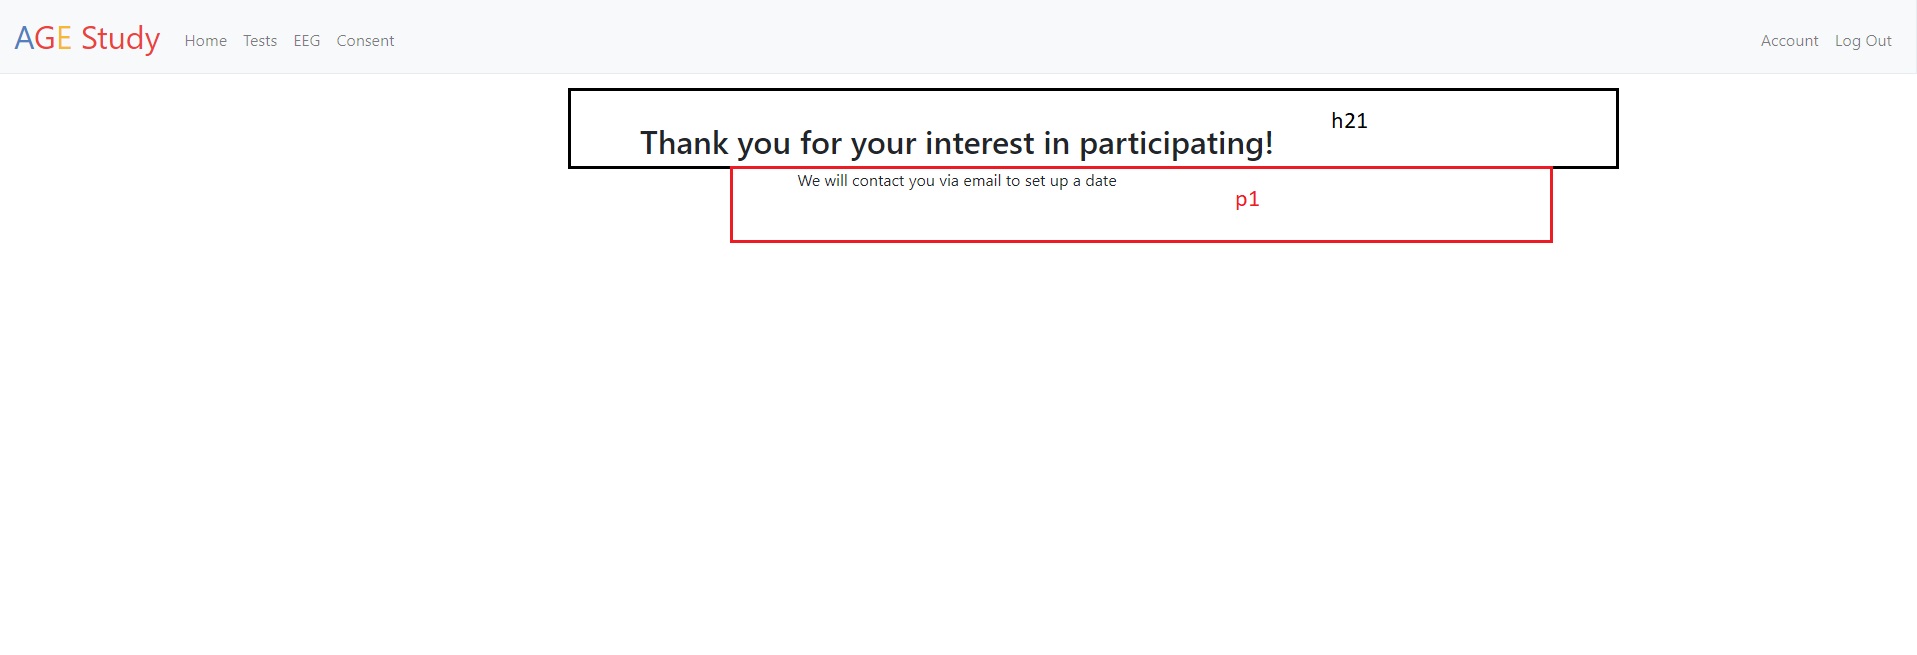 AGE Study Home Tests EEG Consent Account Log Out
h21
Thank you for your interest in participating!
We will contact you via email to set up a date
p1